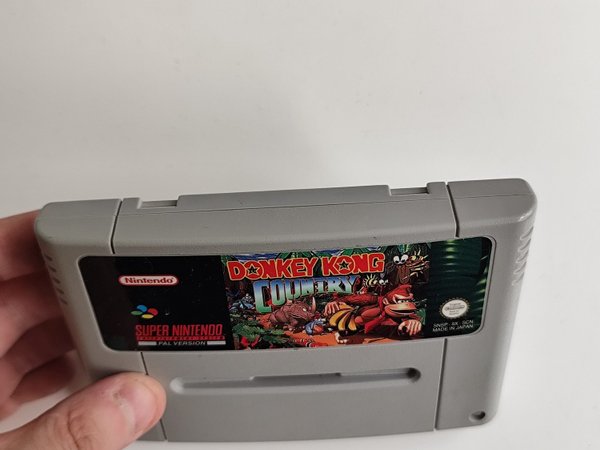 Nintendo
SUPER NINTENDO
ENTERTAINMENT SYSTEM
PAL VERSION
DONKEY KONG
COUNTRY
SNSP-8X-SCN
MADE IN JAPAN